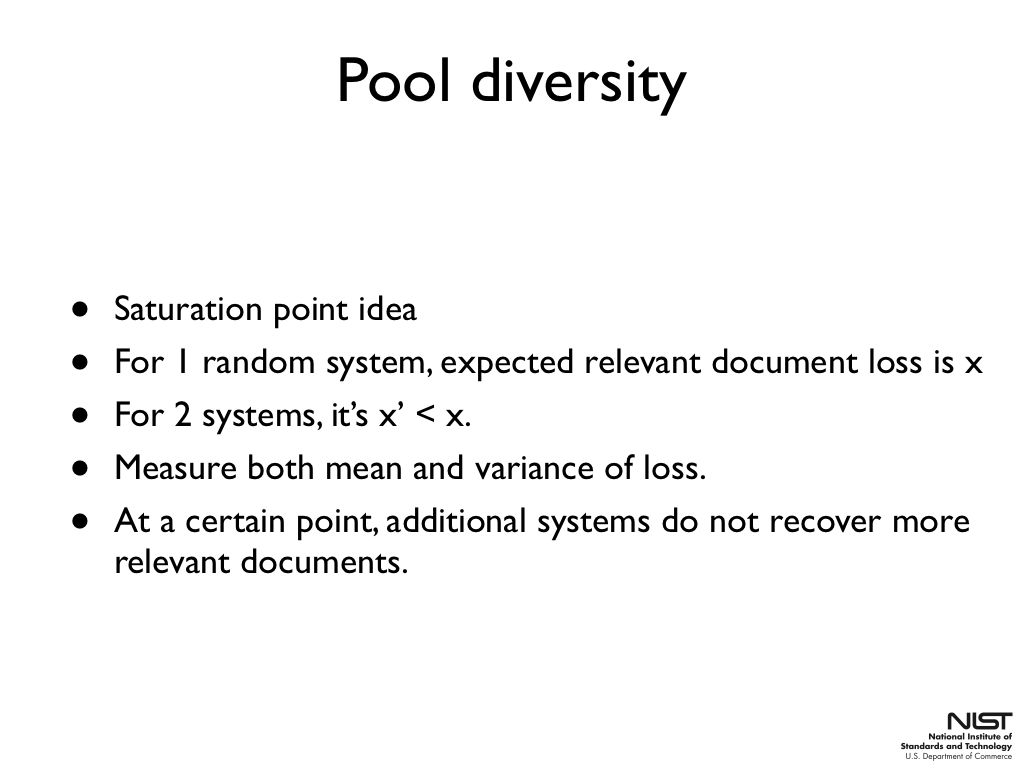 Pool diversity
• Saturation point idea
• For 1 random system, expected relevant document loss is x
• For 2 systems, it’s x’ < x.
• Measure both mean and variance of loss.
• At a certain point, additional systems do not recover more
relevant documents.
NIST
National Institute of
Standards and Technology
U.S. Department of Commerce